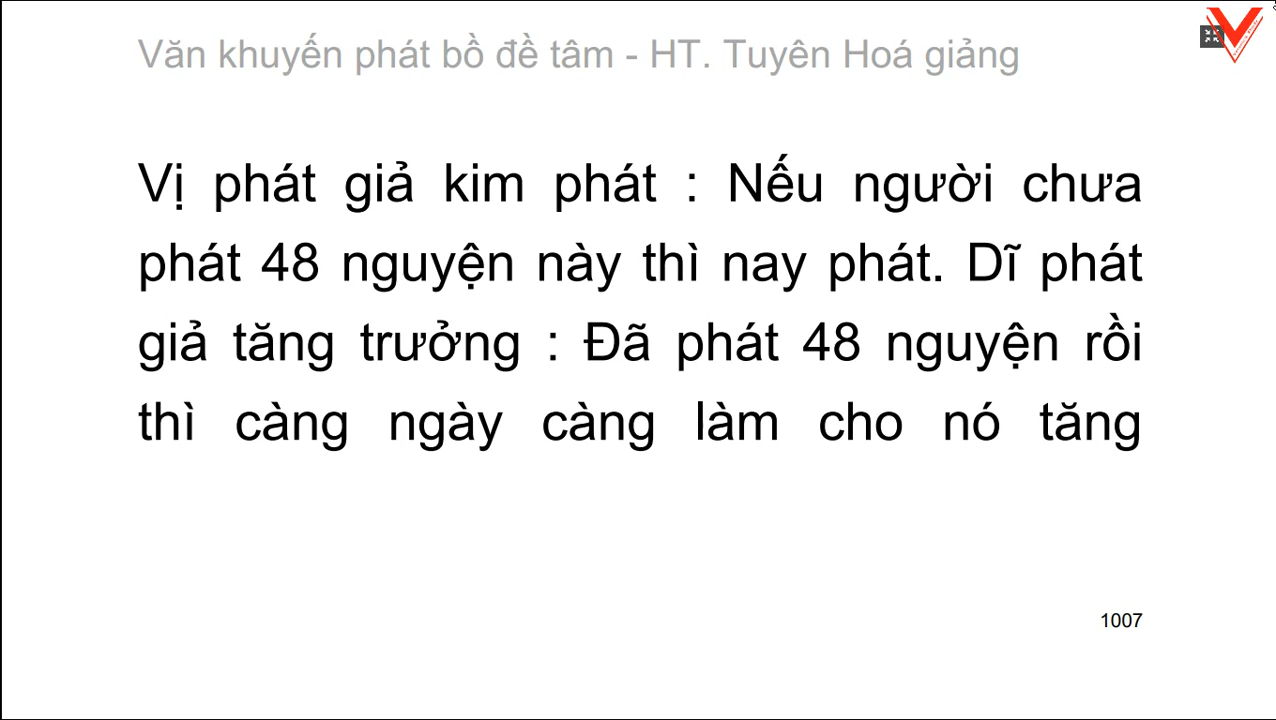 Văn khuyến phát bồ đề tâm - HT. Tuyên Hoá giảng
Vị phát giả kim phát : Nếu người chưa
phát 48 nguyện này thì nay phát. Dĩ phát
giả tăng trưởng : Đã phát 48 nguyện rồi
thì càng ngày càng làm cho nó tăng
1007